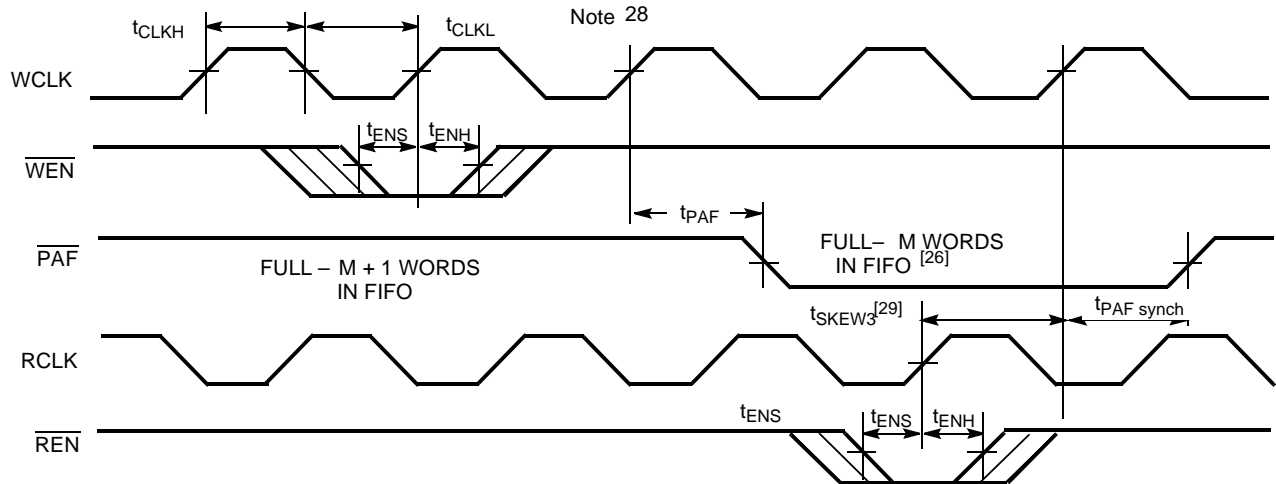 Note 28
tCLKH
tCLKL
WCLK
tENS
tENH
WEN
tPAF
PAF
FULL – M + 1 WORDS
IN FIFO
FULL– M WORDS
IN FIFO [26]
tSKEW3[29]
tPAF synch
RCLK
tENS
tENS
tENH
REN